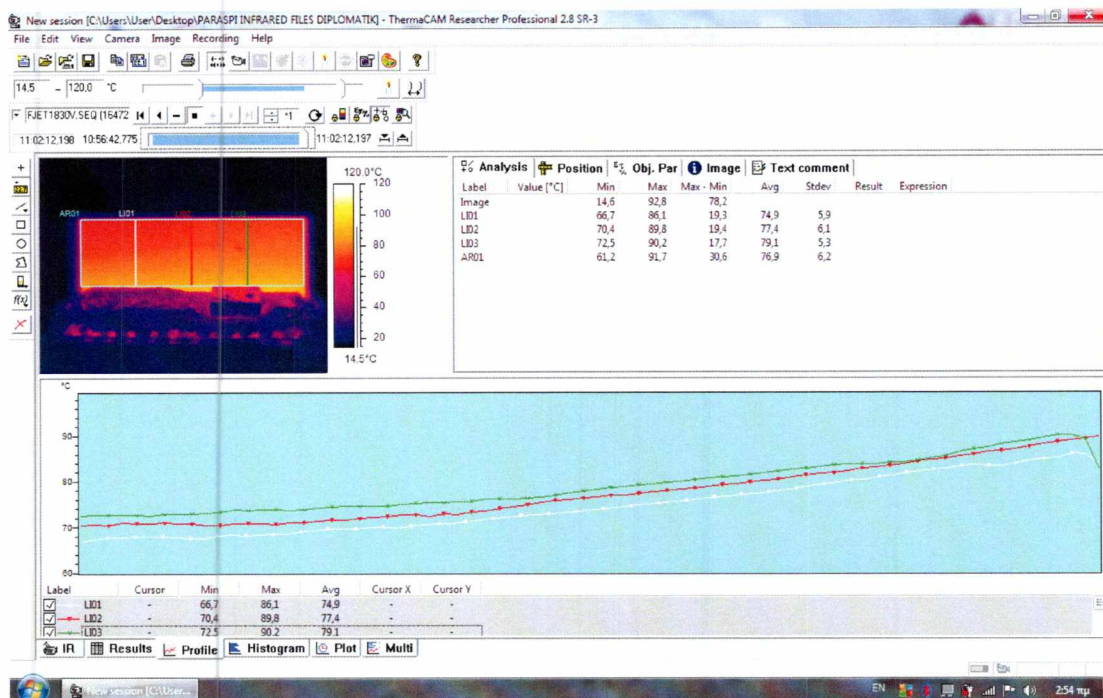 New session [C:\Users\User\Desktop\PARASPI INFRARED FILES DIPLOMATIK] - ThermaCAM Researcher Professional 2.8 SR-3
File Edit View Camera Image Recording Help
14.5 - 120.0 °C
FJET1830V.SEQ (16472
11:02:12,198 10:56:42,775 11:02:12,197
120.0°C
120
100
80
60
40
20
14.5°C
AR01 LI01 LI02 LI03
Analysis Position Obj. Par Image Text comment
Label Value [°C] Min Max Max - Min Avg Stdev Result Expression
Image 14,6 92,8 78,2
LI01 66,7 86,1 19,3 74,9 5,9
LI02 70,4 89,8 19,4 77,4 6,1
LI03 72,5 90,2 17,7 79,1 5,3
AR01 61,2 91,7 30,6 76,9 6,2
°C
90
80
70
60
Label Cursor Min Max Avg Cursor X Cursor Y
LI01 - 66,7 86,1 74,9 - -
LI02 - 70,4 89,8 77,4 - -
LI03 - 72,5 90,2 79,1 - -
IR Results Profile Histogram Plot Multi
New session [C:\User... EN 2:54 πμ